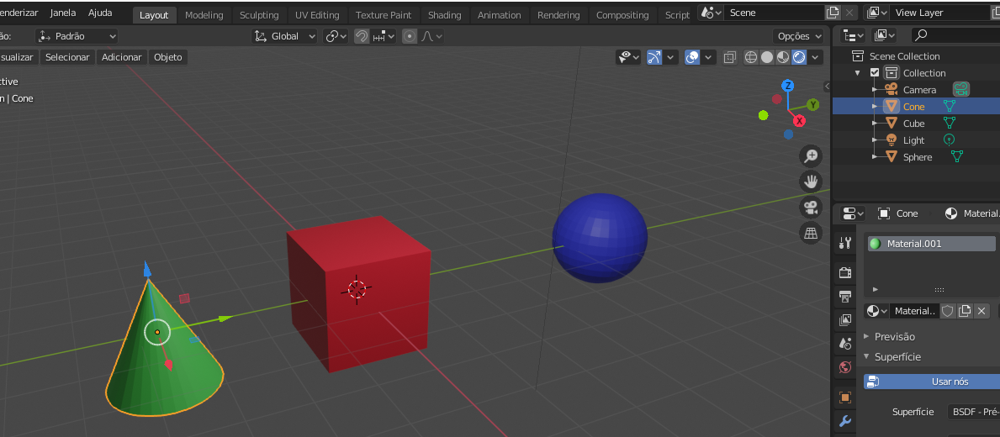 enderizar Janela Ajuda Layout Modeling Sculpting UV Editing Texture Paint Shading Animation Rendering Compositing Script Scene View Layer
ão: Padrão Global Opções
sualizar Selecionar Adicionar Objeto
ctive
n | Cone
Z
Y
X
Scene Collection
Collection
Camera
Cone
Cube
Light
Sphere
Cone Material.
Material.001
Material..
Previsão
Superfície
Usar nós
Superfície BSDF - Pré-